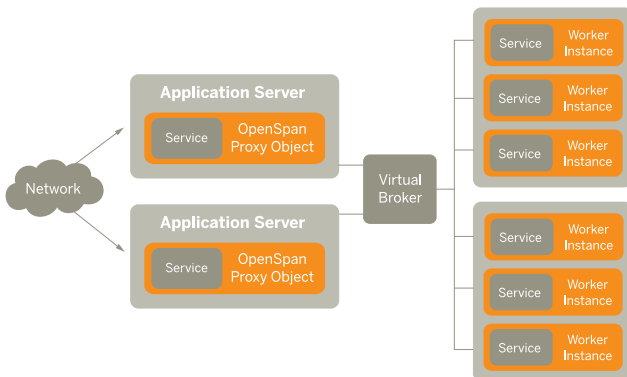 Network
Application Server
Service
OpenSpan
Proxy Object
Application Server
Service
OpenSpan
Proxy Object
Virtual
Broker
Service
Worker
Instance
Service
Worker
Instance
Service
Worker
Instance
Service
Worker
Instance
Service
Worker
Instance
Service
Worker
Instance